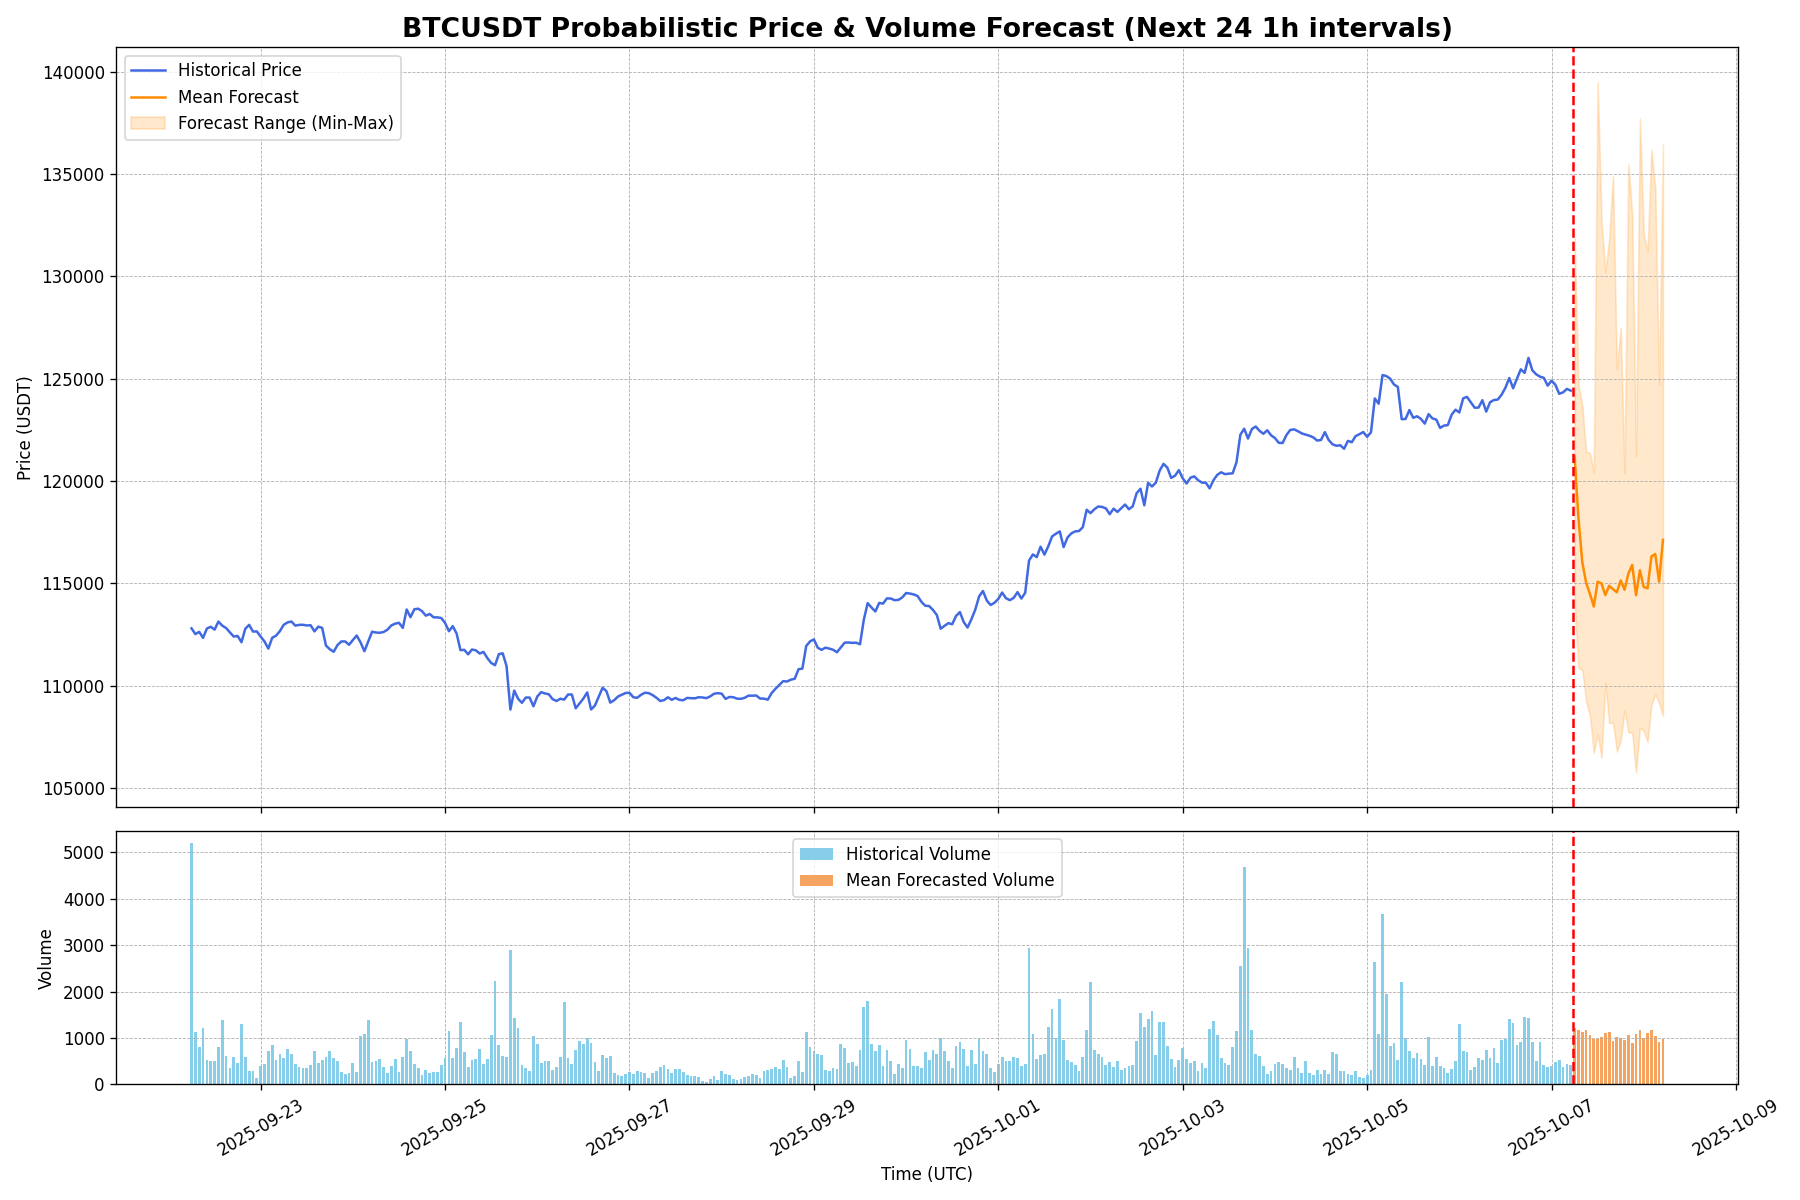 BTCUSDT Probabilistic Price & Volume Forecast (Next 24 1h intervals)
Historical Price
Mean Forecast
Forecast Range (Min-Max)
140000
135000
130000
125000
120000
115000
110000
105000
Price (USDT)
Historical Volume
Mean Forecasted Volume
5000
4000
3000
2000
1000
0
Volume
2025-09-23
2025-09-25
2025-09-27
2025-09-29
2025-10-01
2025-10-03
2025-10-05
2025-10-07
2025-10-09
Time (UTC)